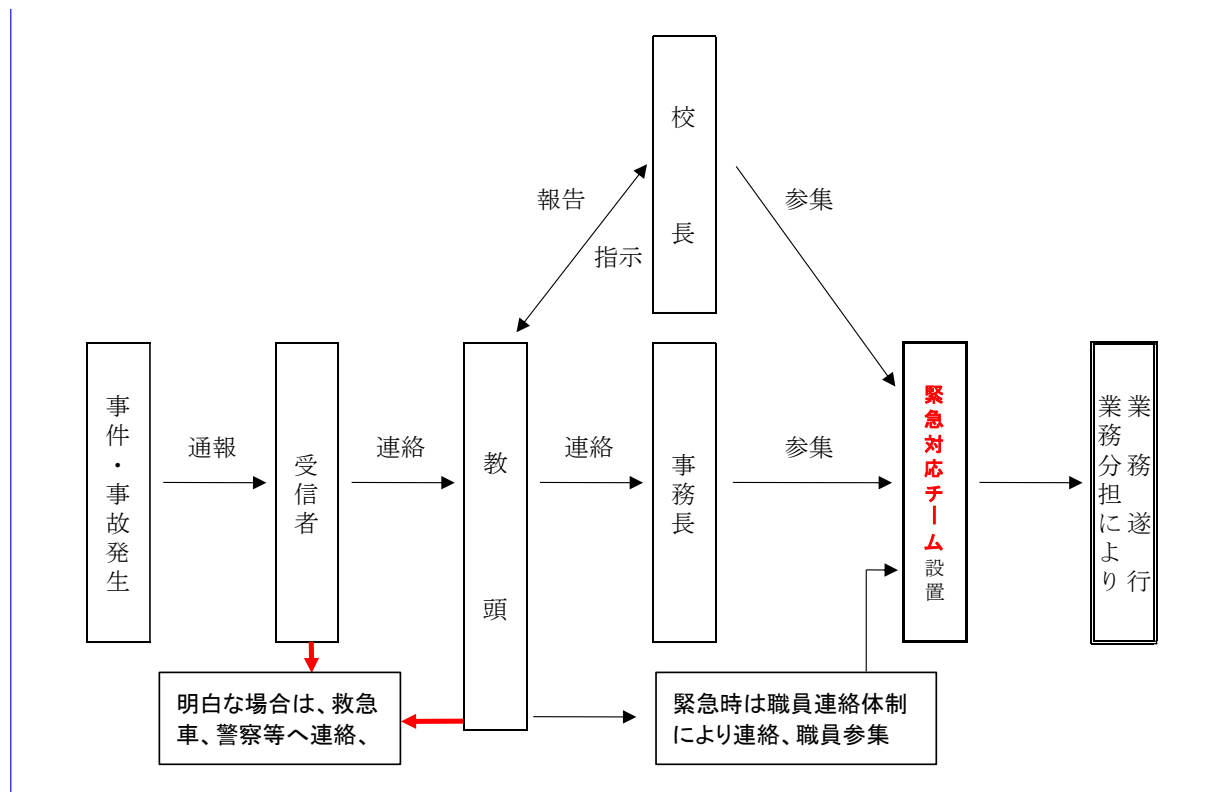 校長
報告
指示
参集
事件・事故発生
通報
受信者
連絡
教頭
連絡
事務長
参集
緊急対応チーム設置
業務分担により
業務遂行
明白な場合は、救急
車、警察等へ連絡、
緊急時は職員連絡体制
により連絡、職員参集